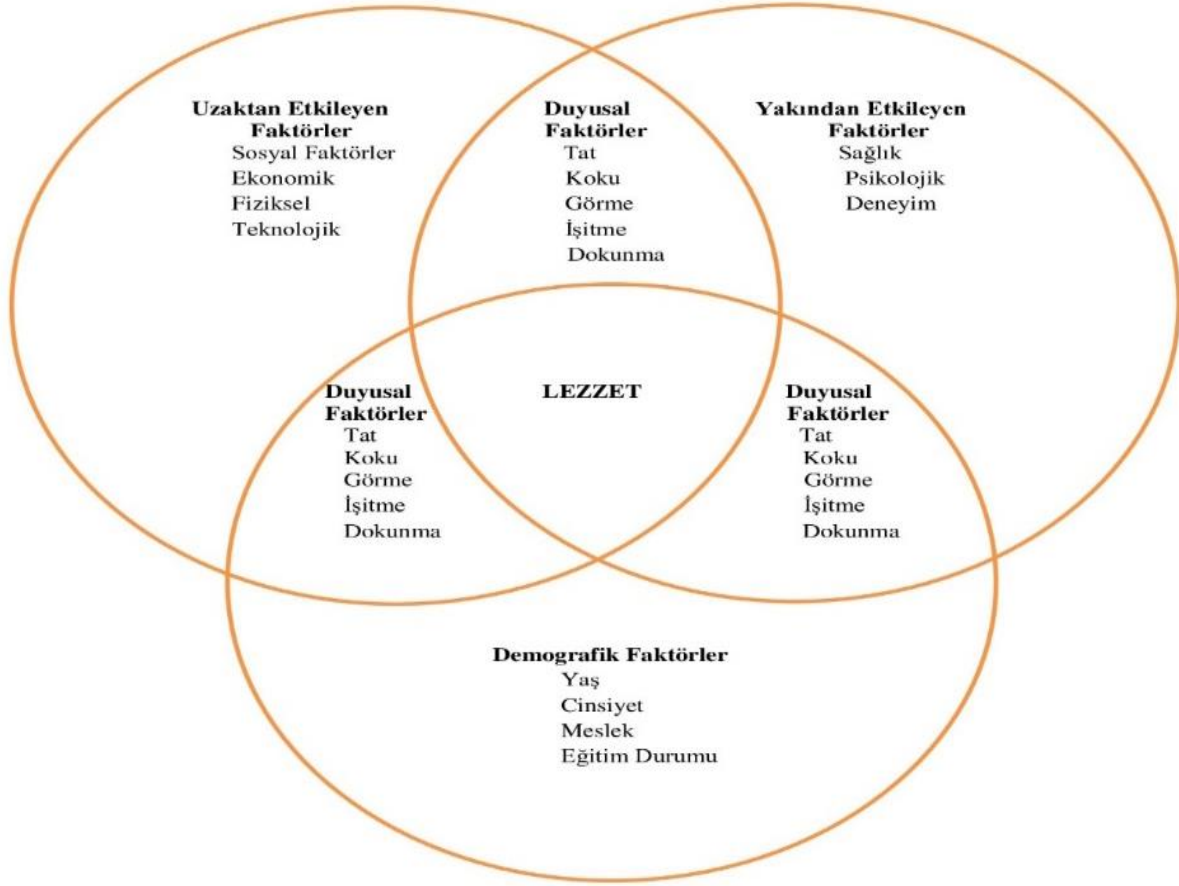 Uzaktan Etkileyen
Faktörler
Sosyal Faktörler
Ekonomik
Fiziksel
Teknolojik
Duyusal
Faktörler
Tat
Koku
Görme
İşitme
Dokunma
Yakından Etkileyen
Faktörler
Sağlık
Psikolojik
Deneyim
Duyusal
Faktörler
Tat
Koku
Görme
İşitme
Dokunma
LEZZET
Duyusal
Faktörler
Tat
Koku
Görme
İşitme
Dokunma
Demografik Faktörler
Yaş
Cinsiyet
Meslek
Eğitim Durumu